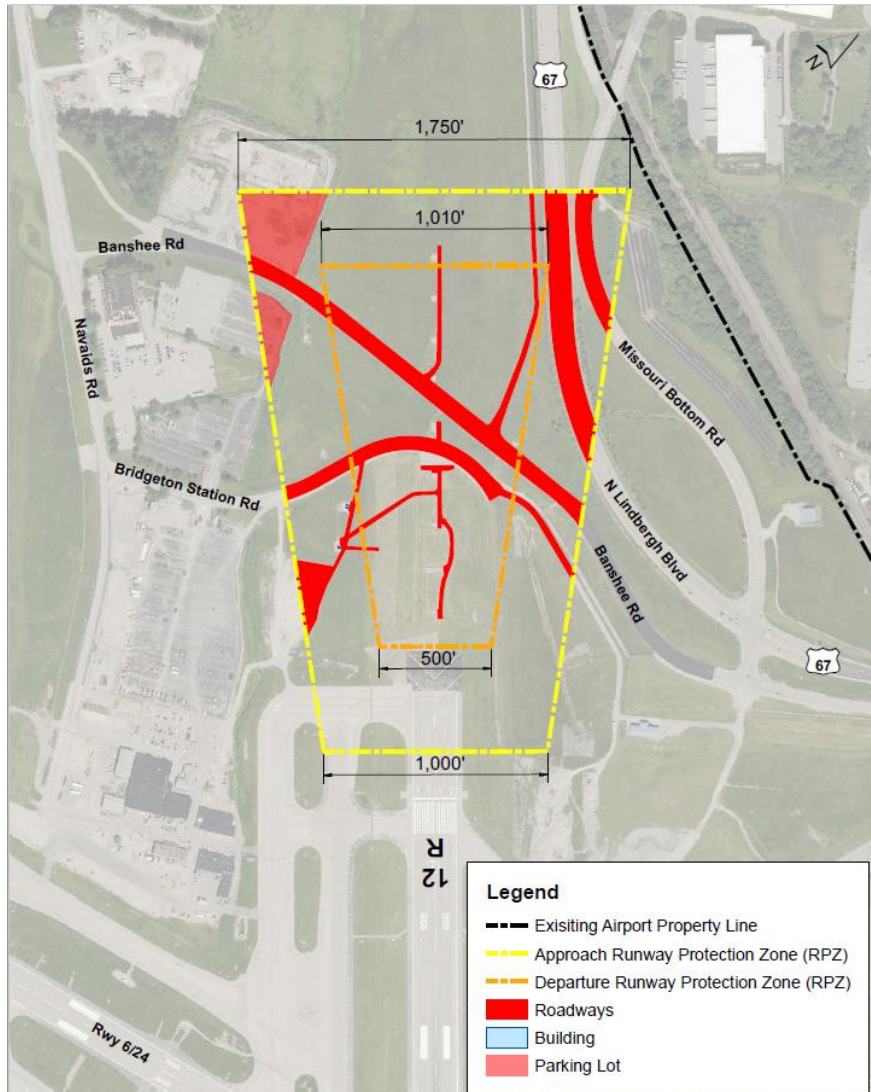 N
67
1,750'
1,010'
Banshee Rd
Navaids Rd
Missouri Bottom Rd
Bridgeton Station Rd
N Lindbergh Blvd
Banshee Rd
67
500'
1,000'
12
R
Rwy 6/24
Legend
Exisiting Airport Property Line
Approach Runway Protection Zone (RPZ)
Departure Runway Protection Zone (RPZ)
Roadways
Building
Parking Lot